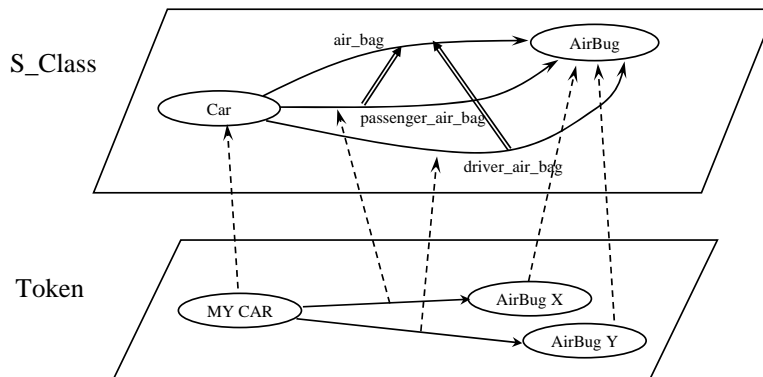 air_bag
AirBug
S_Class
Car
passenger_air_bag
driver_air_bag
Token
AirBug X
MY CAR
AirBug Y